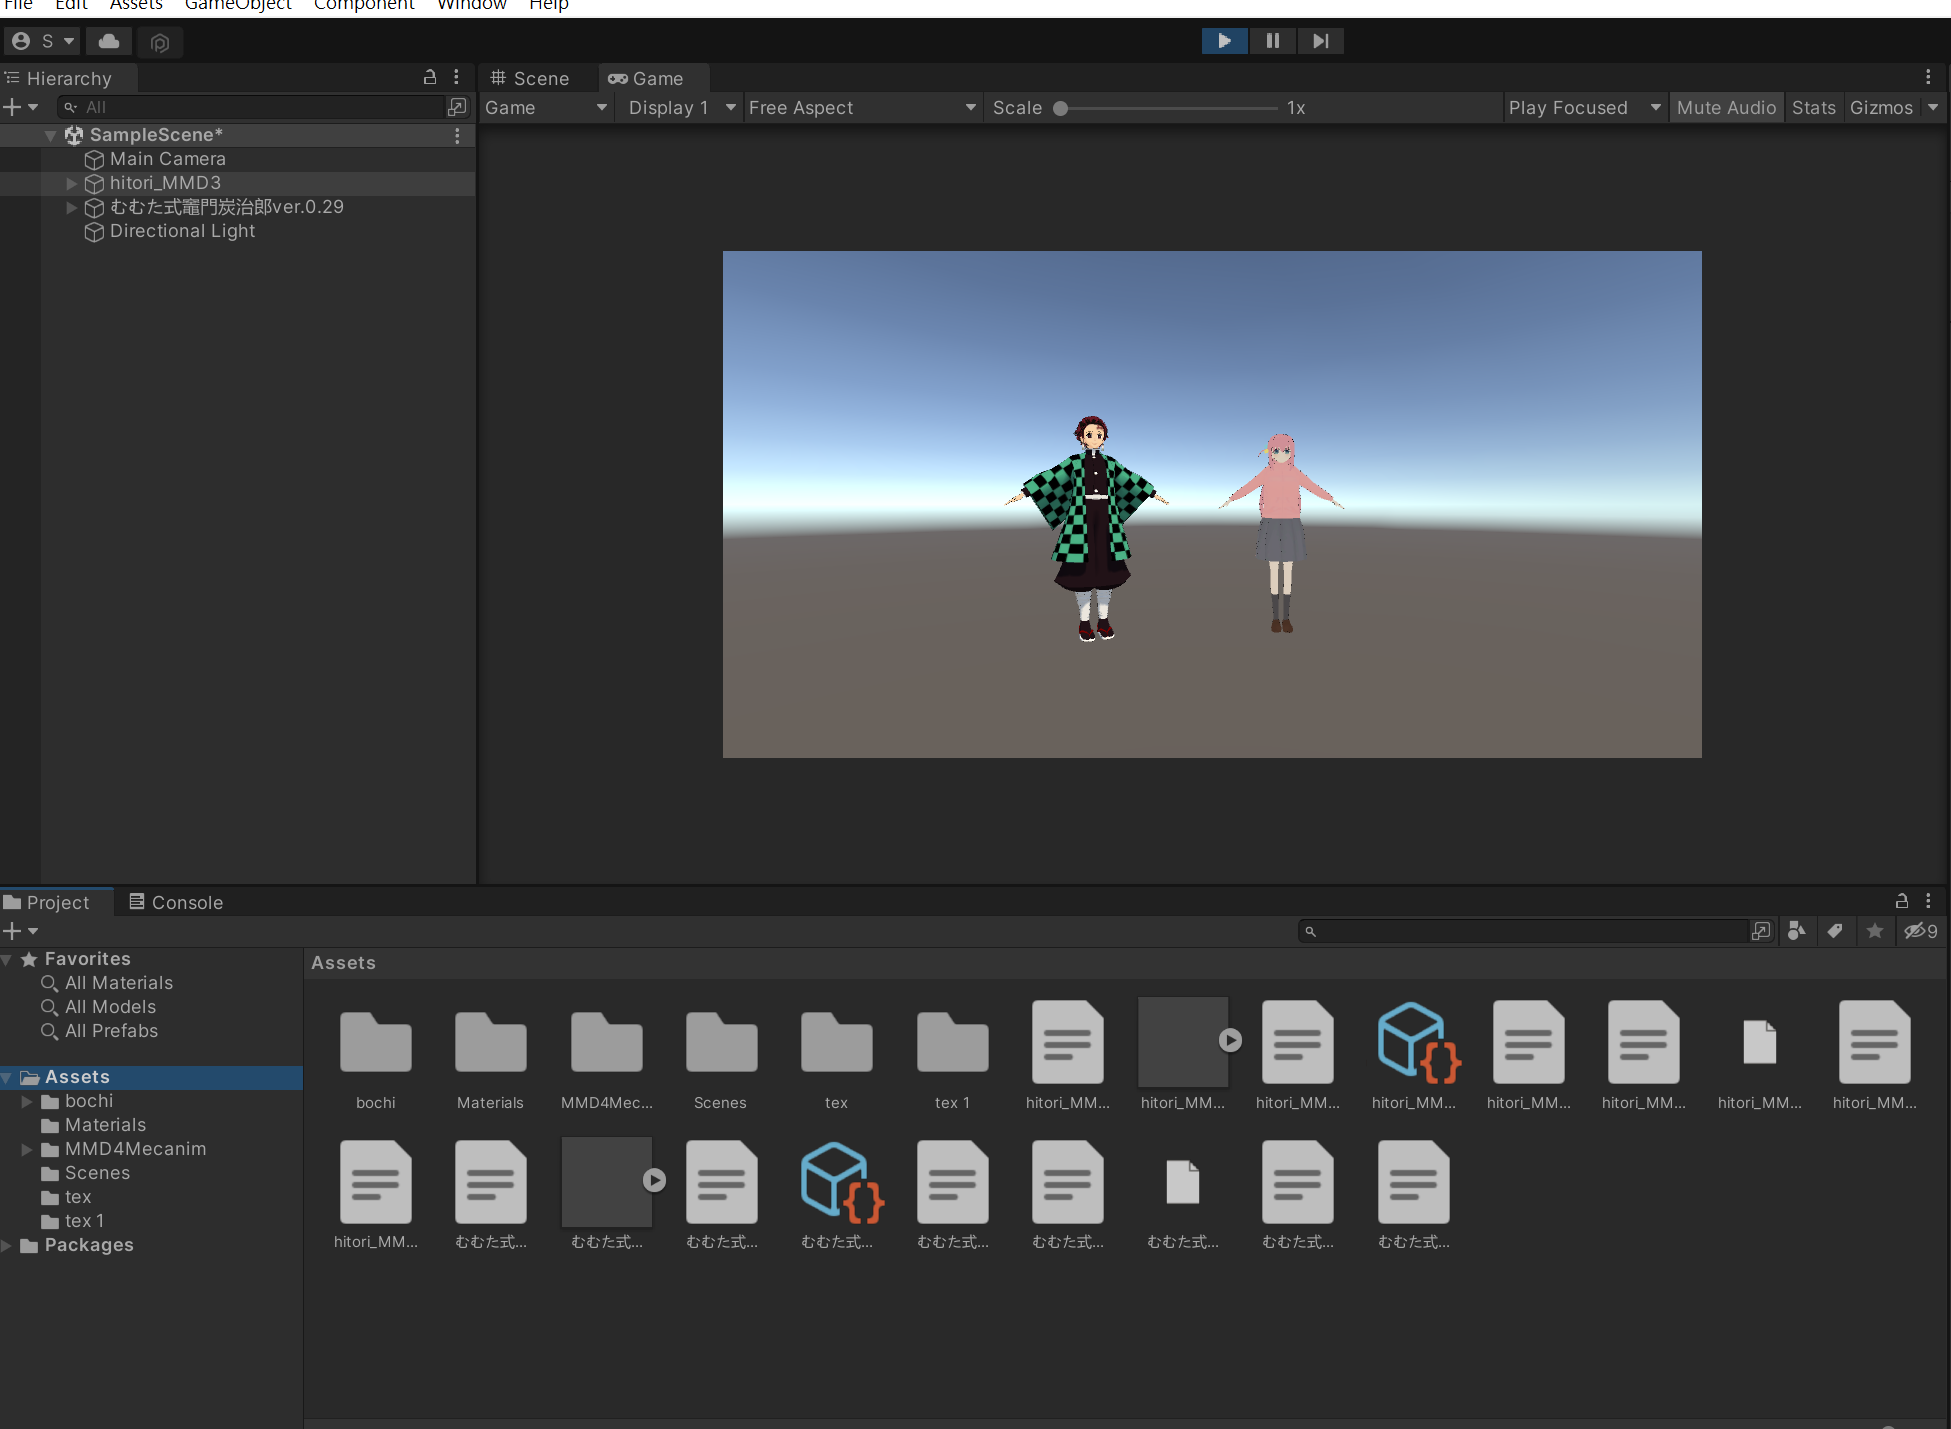 File Edit Assets GameObject Component Window Help
S
Hierarchy
Scene Game
All
Game Display 1 Free Aspect Scale 1x Play Focused Mute Audio Stats Gizmos
SampleScene*
Main Camera
hitori_MMD3
むむた式竈門炭治郎ver.0.29
Directional Light
Project Console
9
Favorites
All Materials
All Models
All Prefabs
Assets
bochi
Materials
MMD4Mecanim
Scenes
tex
tex 1
Packages
Assets
bochi Materials MMD4Mec... Scenes tex tex 1 hitori_MM... hitori_MM... hitori_MM... hitori_MM... hitori_MM... hitori_MM... hitori_MM... hitori_MM...
hitori_MM... むむた式... むむた式... むむた式... むむた式... むむた式... むむた式... むむた式... むむた式... むむた式...